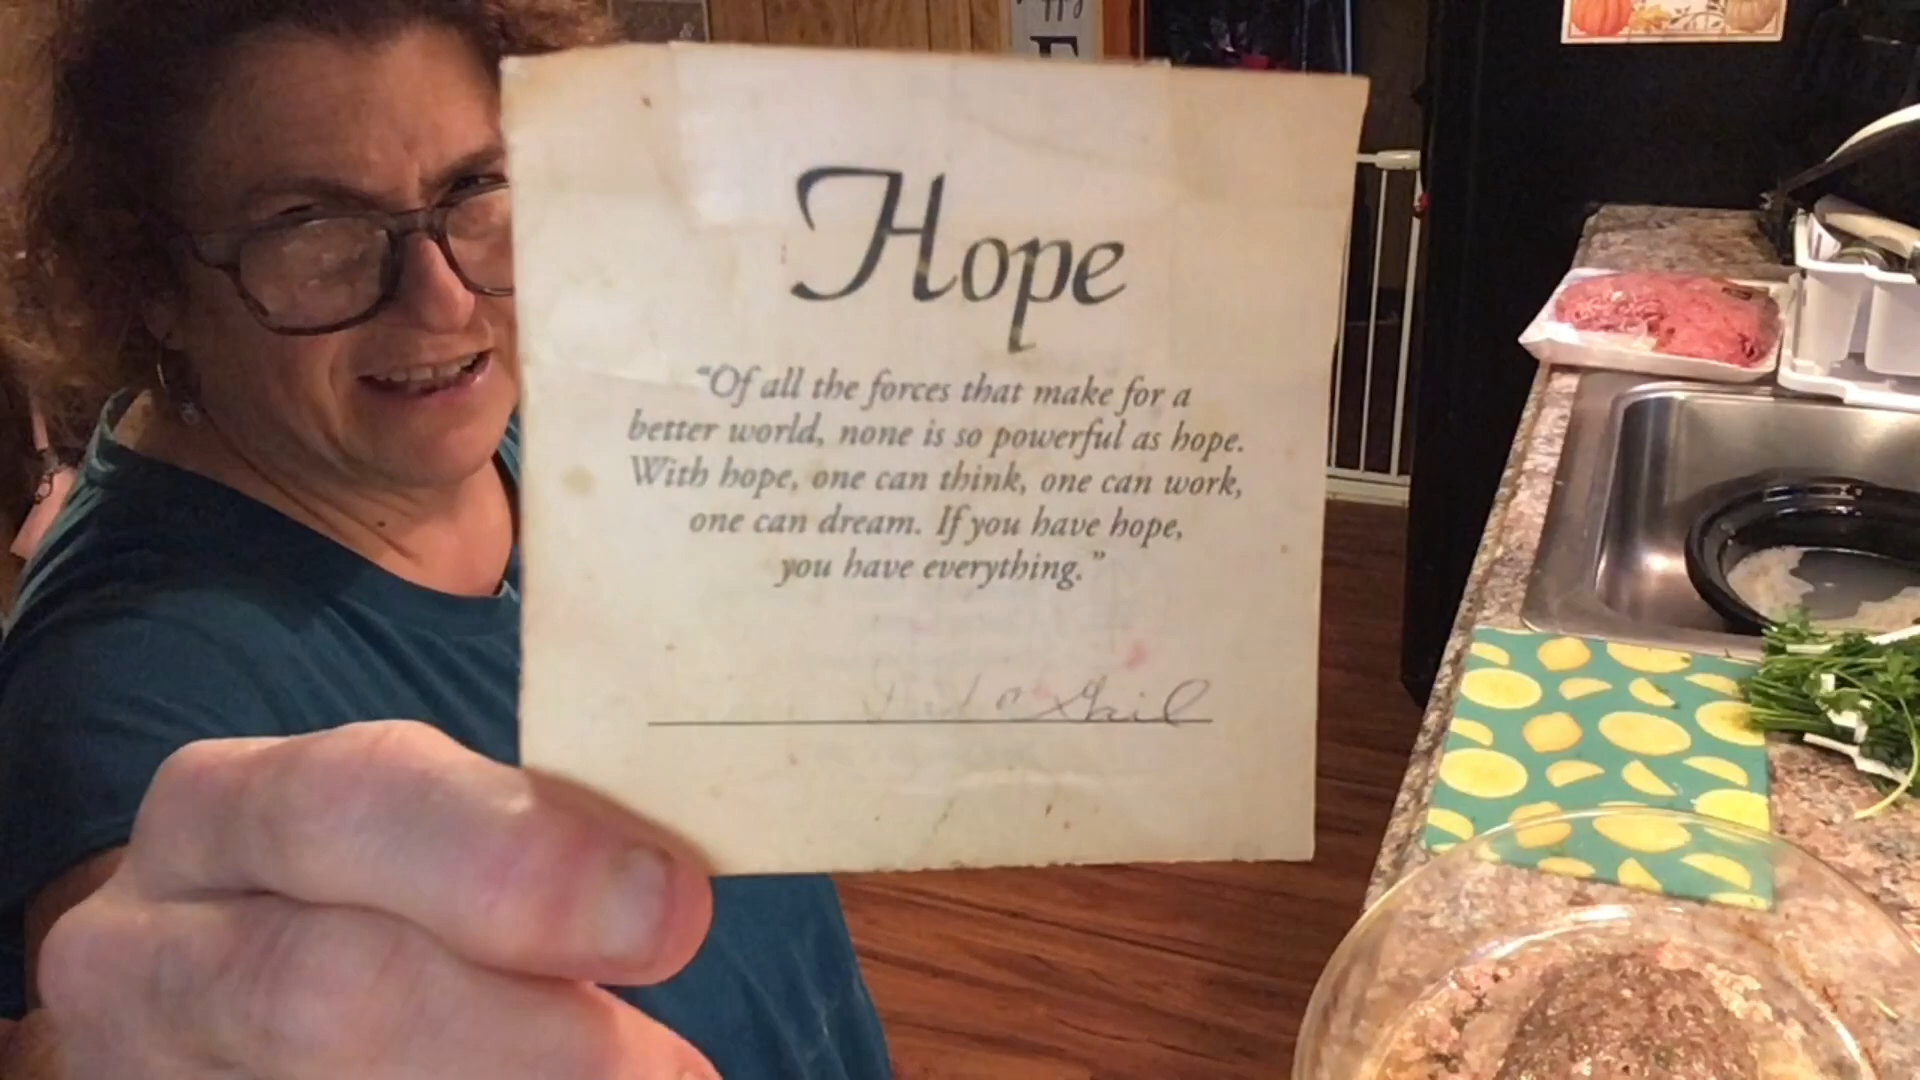 Hope
“Of all the forces that make for a
better world, none is so powerful as hope.
With hope, one can think, one can work,
one can dream. If you have hope,
you have everything.”
Gail